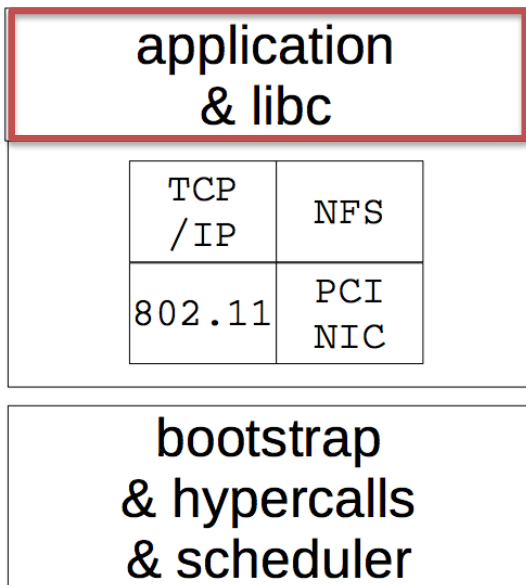 application
& libc
TCP
/IP
NFS
802.11
PCI
NIC
bootstrap
& hypercalls
& scheduler